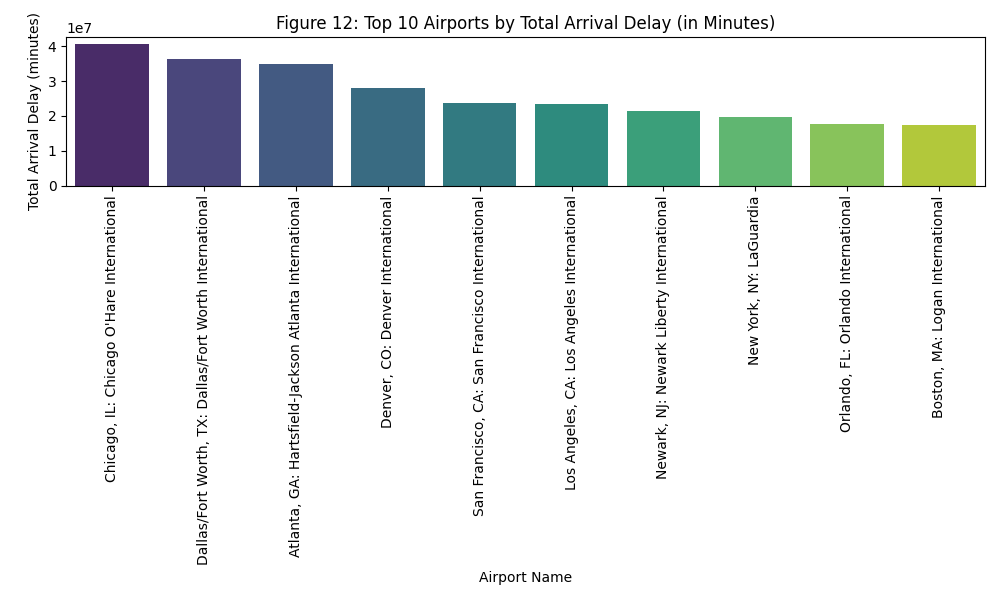 Figure 12: Top 10 Airports by Total Arrival Delay (in Minutes)
1e7
Total Arrival Delay (minutes)
4
3
2
1
0
Chicago, IL: Chicago O'Hare International
Dallas/Fort Worth, TX: Dallas/Fort Worth International
Atlanta, GA: Hartsfield-Jackson Atlanta International
Denver, CO: Denver International
San Francisco, CA: San Francisco International
Los Angeles, CA: Los Angeles International
Newark, NJ: Newark Liberty International
New York, NY: LaGuardia
Orlando, FL: Orlando International
Boston, MA: Logan International
Airport Name